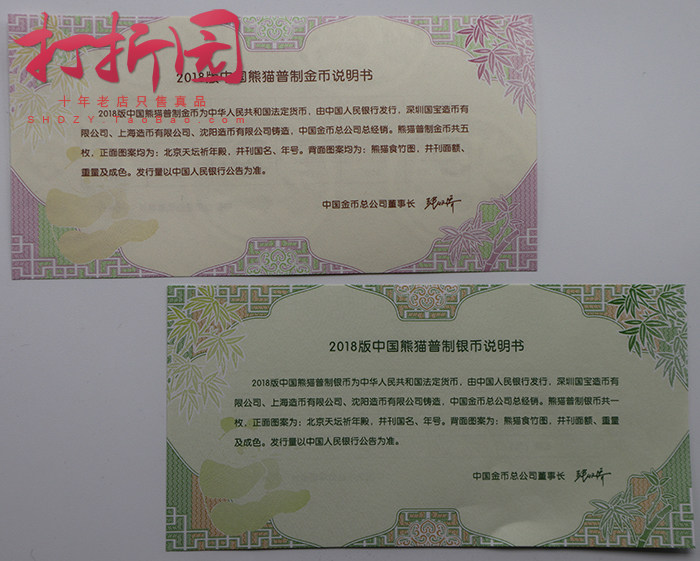 打折园
十年老店只售真品
SHDZY.TaoBao.com
2018版中国熊猫普制金币说明书
2018版中国熊猫普制金币为中华人民共和国法定货币，由中国人民银行发行，深圳国宝造币有
限公司、上海造币有限公司、沈阳造币有限公司铸造，中国金币总公司总经销。熊猫普制金币共五
枚，正面图案均为：北京天坛祈年殿，并刊国名、年号。背面图案均为：熊猫食竹图，并刊面额、
重量及成色。发行量以中国人民银行公告为准。
中国金币总公司董事长
2018版中国熊猫普制银币说明书
2018版中国熊猫普制银币为中华人民共和国法定货币，由中国人民银行发行，深圳国宝造币有
限公司、上海造币有限公司、沈阳造币有限公司铸造，中国金币总公司总经销。熊猫普制银币共一
枚，正面图案为：北京天坛祈年殿，并刊国名、年号。背面图案为：熊猫食竹图，并刊面额、重量
及成色。发行量以中国人民银行公告为准。
中国金币总公司董事长